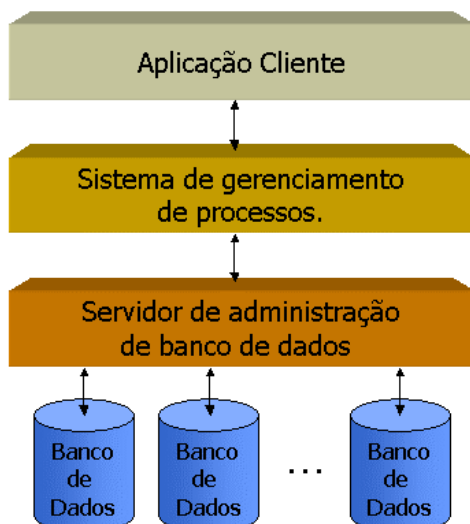 Aplicação Cliente
Sistema de gerenciamento
de processos.
Servidor de administração
de banco de dados
Banco
de
Dados
Banco
de
Dados
...
Banco
de
Dados